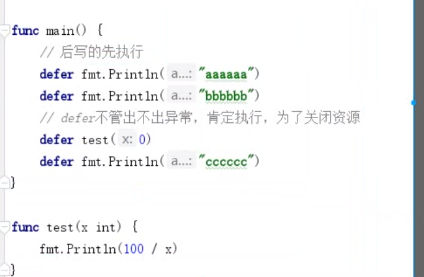 func main() {
// 后写的先执行
defer fmt.Println( a...: "aaaaaa")
defer fmt.Println( a...: "bbbbbb")
// defer不管出不出异常，肯定执行，为了关闭资源
defer test( x: 0)
defer fmt.Println( a...: "cccccc")
}
func test(x int) {
fmt.Println(100 / x)
}